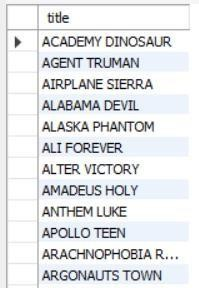 title
ACADEMY DINOSAUR
AGENT TRUMAN
AIRPLANE SIERRA
ALABAMA DEVIL
ALASKA PHANTOM
ALI FOREVER
ALTER VICTORY
AMADEUS HOLY
ANTHEM LUKE
APOLLO TEEN
ARACHNOPHOBIA R...
ARGONAUTS TOWN